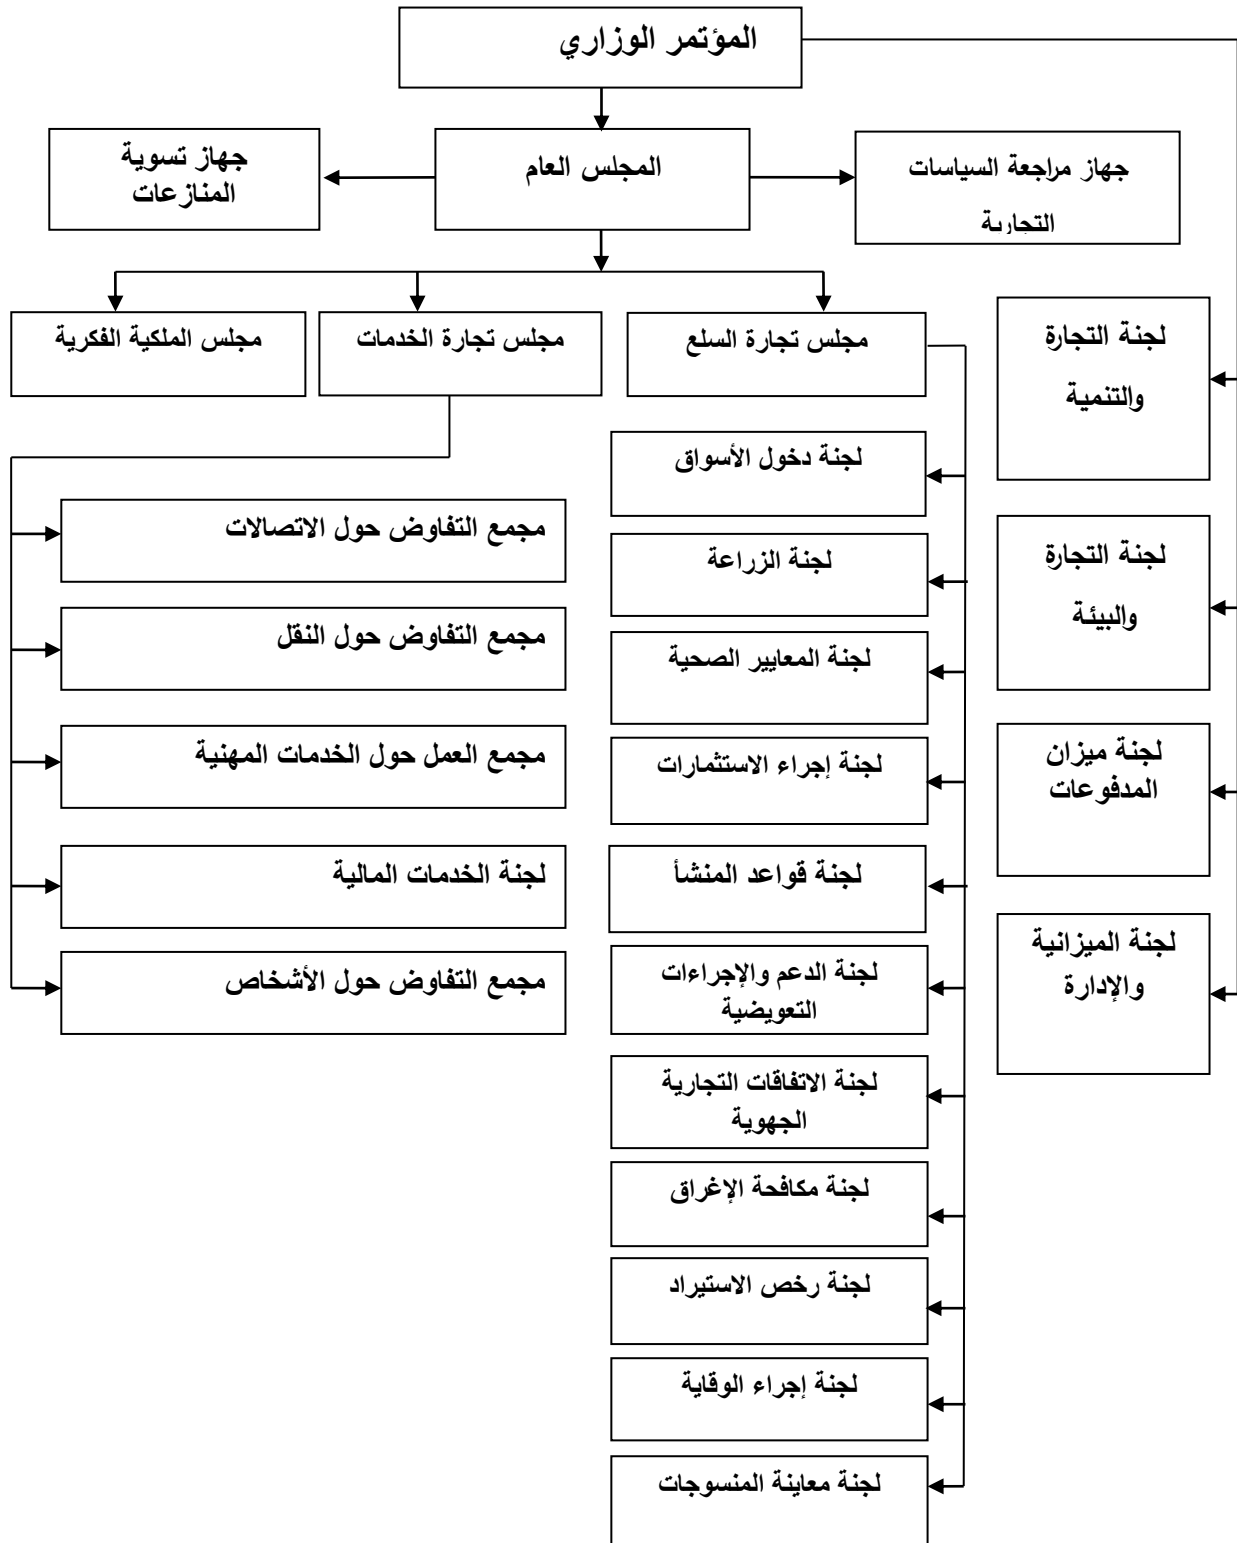 المؤتمر الوزاري
جهاز مراجعة السياسات
التجارية
المجلس العام
جهاز تسوية
المنازعات
مجلس تجارة السلع
مجلس تجارة الخدمات
مجلس الملكية الفكرية
لجنة التجارة
والتنمية
لجنة التجارة
والبيئة
لجنة ميزان
المدفوعات
لجنة الميزانية
والإدارة
لجنة دخول الأسواق
لجنة الزراعة
لجنة المعايير الصحية
لجنة إجراء الاستثمارات
لجنة قواعد المنشأ
لجنة الدعم والإجراءات
التعويضية
لجنة الاتفاقات التجارية
الجهوية
لجنة مكافحة الإغراق
لجنة رخص الاستيراد
لجنة إجراء الوقاية
لجنة معاينة المنسوجات
مجمع التفاوض حول الاتصالات
مجمع التفاوض حول النقل
مجمع العمل حول الخدمات المهنية
لجنة الخدمات المالية
مجمع التفاوض حول الأشخاص